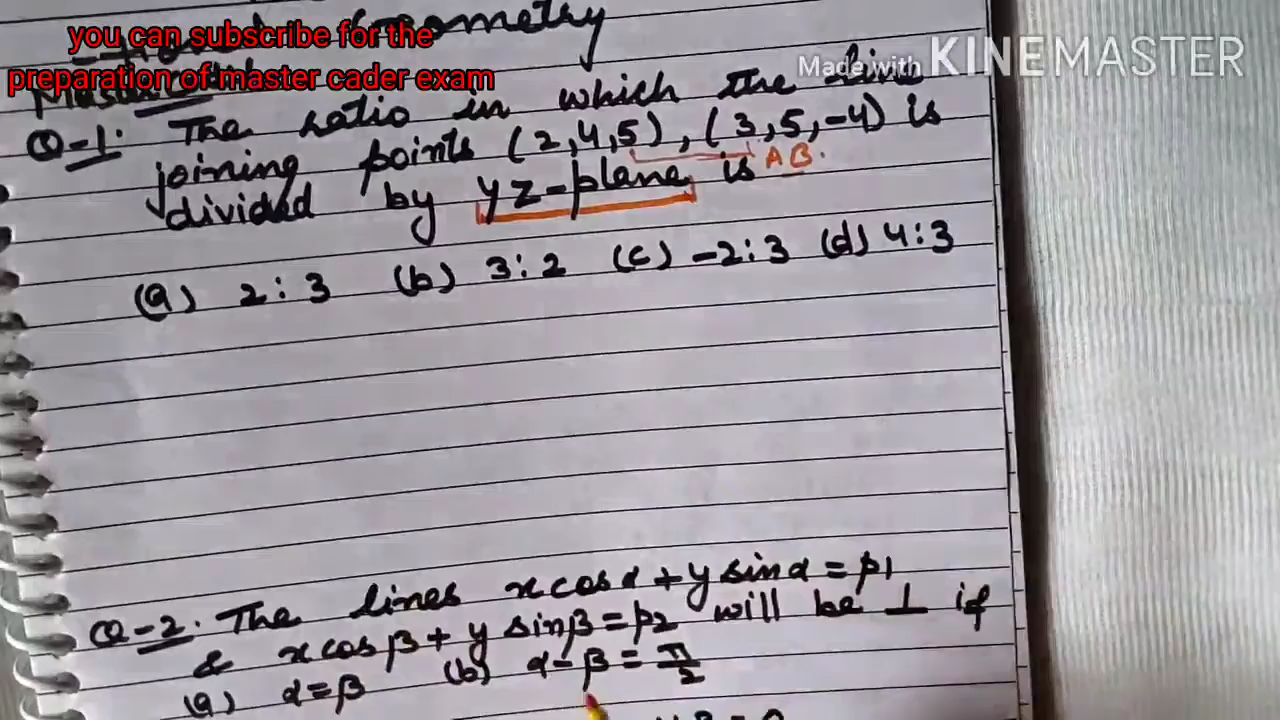 Geometry
you can subscribe for the
preparation of master cader exam
Made with KINEMASTER
Q-1. The ratio in which the line
joining points (2,4,5), (3,5,-4) is
AB.
divided by yz-plane is
(a) 2:3 (b) 3:2 (c) -2:3 (d) 4:3
Q-2. The lines x cos α + y sin α = p1
& x cos β + y sin β = p2 will be ⊥ if
(a) α = β (b) α - β = π/2